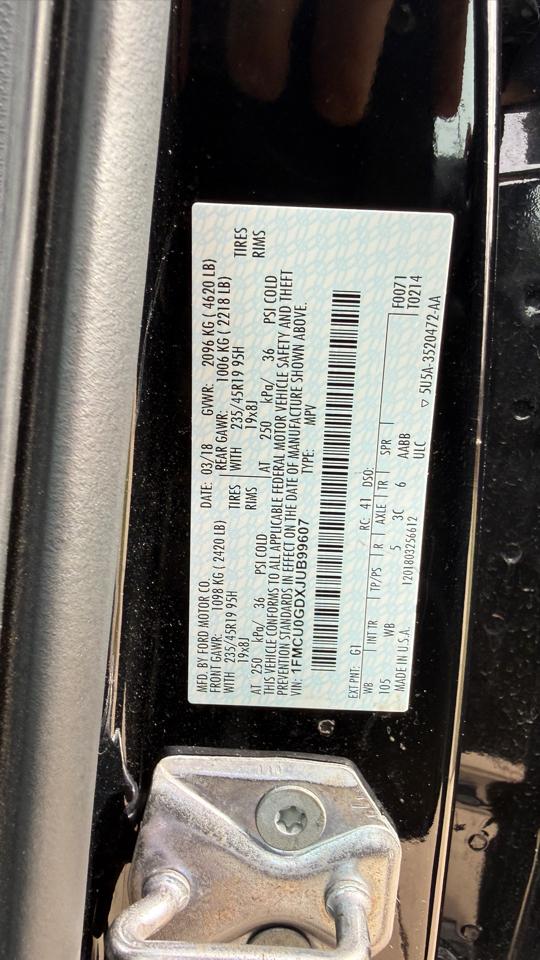 MFD. BY FORD MOTOR CO. DATE: 03/18 GVWR: 2096 KG ( 4620 LB)
FRONT GAWR: 1098 KG ( 2420 LB) REAR GAWR: 1006 KG ( 2218 LB)
WITH 235/45R19 95H TIRES WITH 235/45R19 95H TIRES
19x8J RIMS 19x8J RIMS
AT 250 kPa/ 36 PSI COLD AT 250 kPa/ 36 PSI COLD
THIS VEHICLE CONFORMS TO ALL APPLICABLE FEDERAL MOTOR VEHICLE SAFETY AND THEFT
PREVENTION STANDARDS IN EFFECT ON THE DATE OF MANUFACTURE SHOWN ABOVE.
VIN: 1FMCU0GDXJUB99607 TYPE: MPV
EXT PNT: G1 RC: 41 DSO:
WB INT TR TP/PS R AXLE TR SPR F0071
105 WB 5 3C 6 AABB T0214
ULC
MADE IN U.S.A. 1201803256612
▽ 5U5A-3520472-AA